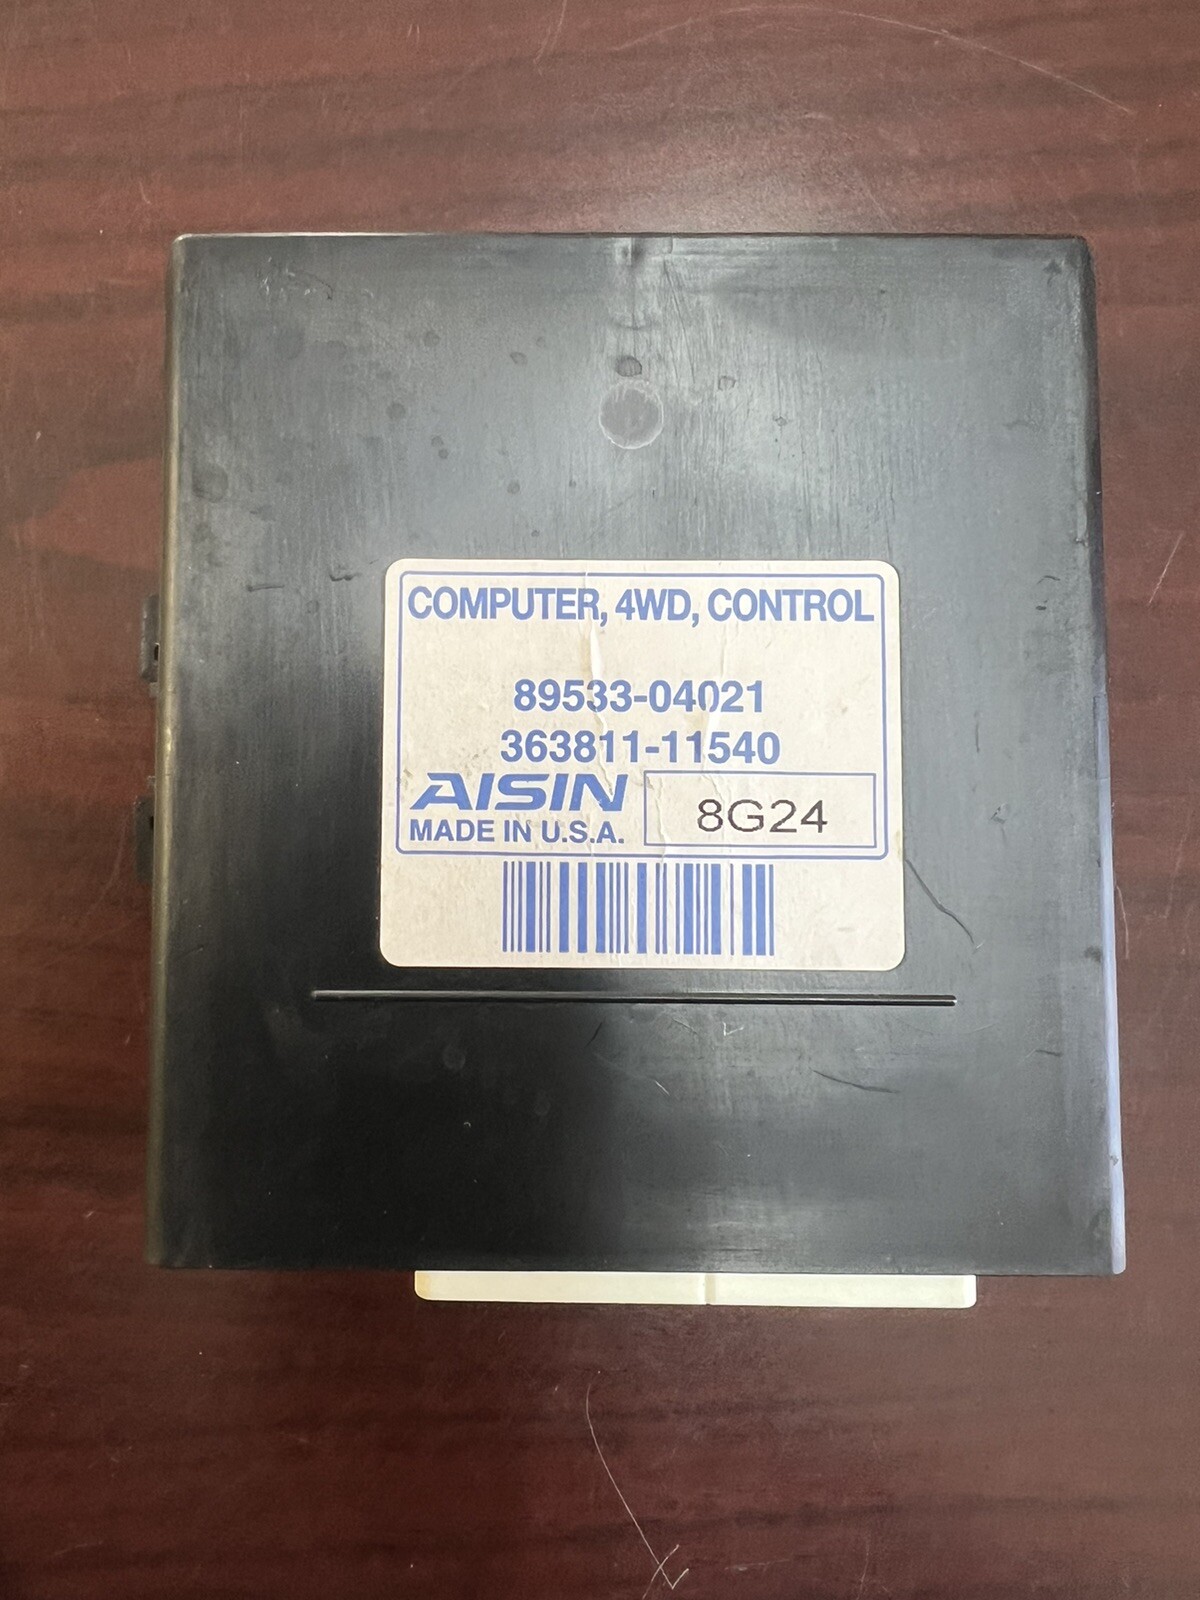 COMPUTER, 4WD, CONTROL
89533-04021
363811-11540
AISIN
MADE IN U.S.A.
8G24